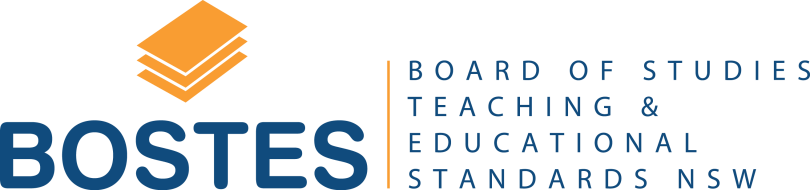 BOSTES
BOARD OF STUDIES
TEACHING &
EDUCATIONAL
STANDARDS NSW